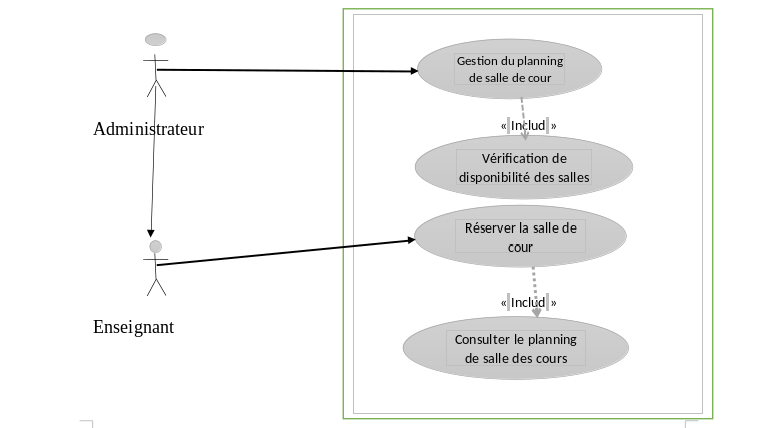 Gestion du planning
de salle de cour
Administrateur
« Includ »
Vérification de
disponibilité des salles
Réserver la salle de
cour
« Includ »
Enseignant
Consulter le planning
de salle des cours